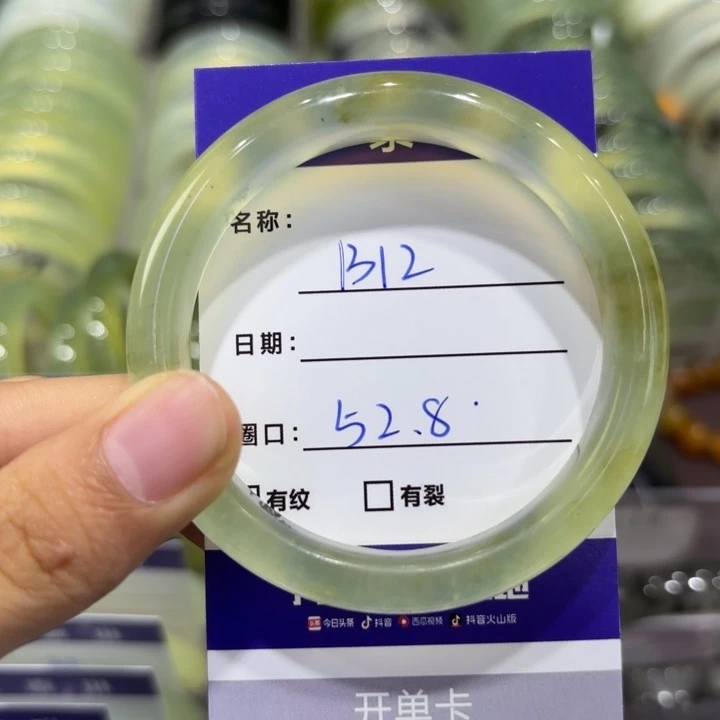 名称：B12
日期：
圈口：52.8
有纹 有裂
今日头条 抖音 西瓜视频 抖音火山版
开单卡